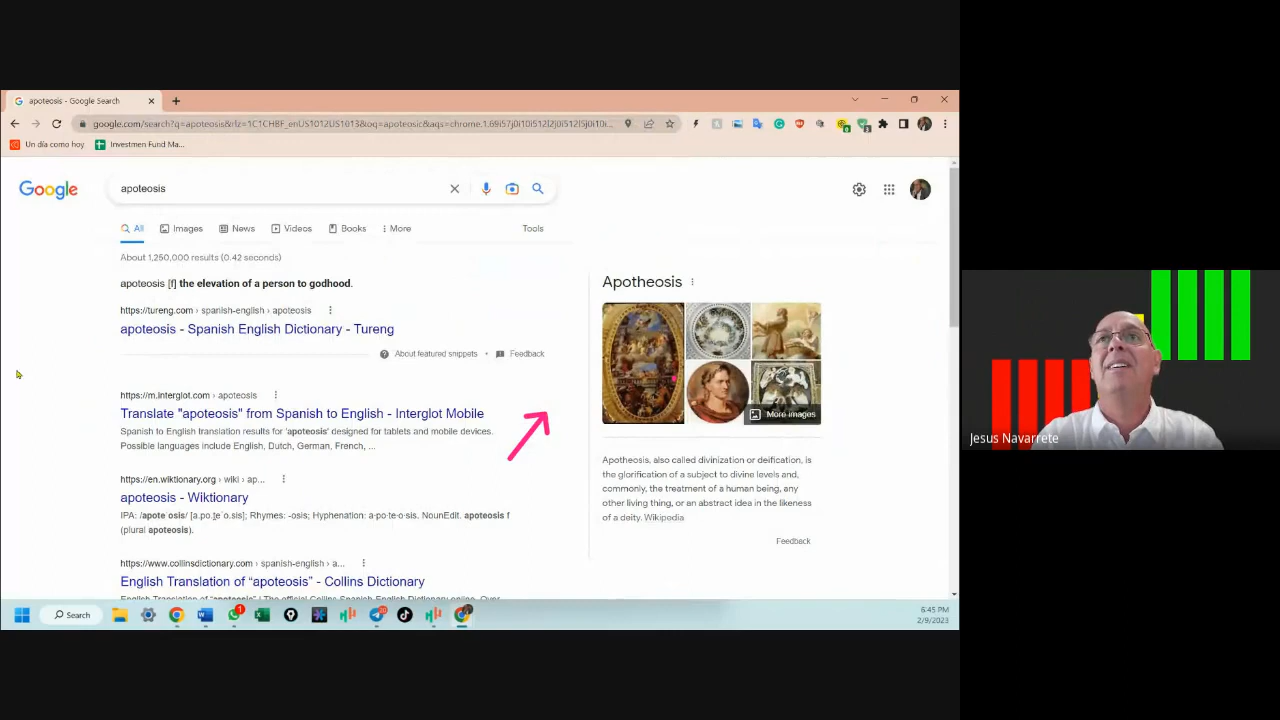 apoteosis - Google Search
google.com/search?q=apoteosis&rlz=1C1CHBF_enUS1012US1013&oq=apoteosic&aqs=chrome.1.69i57j0i10i512l2j0i512l5j0i10i...
Un día como hoy
Investmen Fund Ma...
Google
apoteosis
All
Images
News
Videos
Books
More
Tools
About 1,250,000 results (0.42 seconds)
apoteosis [f] the elevation of a person to godhood.
https://tureng.com › spanish-english › apoteosis
apoteosis - Spanish English Dictionary - Tureng
About featured snippets • Feedback
https://m.interglot.com › apoteosis
Translate "apoteosis" from Spanish to English - Interglot Mobile
Spanish to English translation results for 'apoteosis' designed for tablets and mobile devices.
Possible languages include English, Dutch, German, French, ...
https://en.wiktionary.org › wiki › ap...
apoteosis - Wiktionary
(plural apoteosis).
https://www.collinsdictionary.com › spanish-english › a...
English Translation of “apoteosis” - Collins Dictionary
Apotheosis
More images
Apotheosis, also called divinization or deification, is
the glorification of a subject to divine levels and,
commonly, the treatment of a human being, any
other living thing, or an abstract idea in the likeness
of a deity. Wikipedia
Feedback
Jesus Navarrete
Search
6:45 PM
2/9/2023